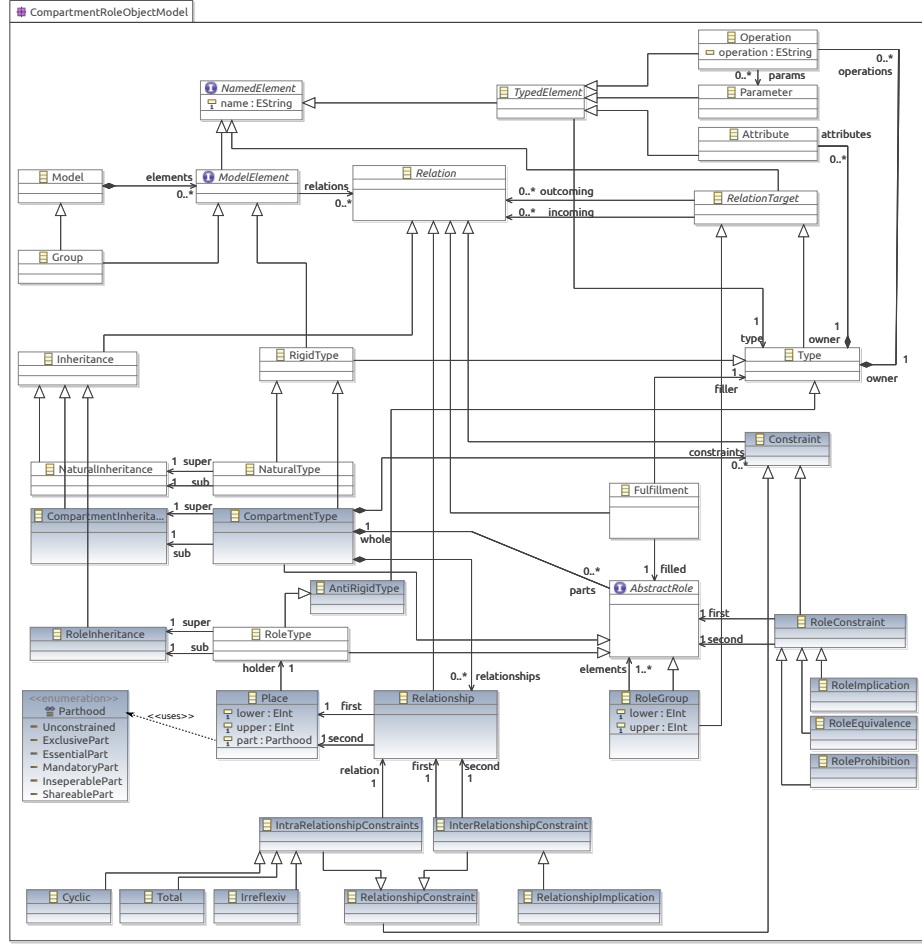 CompartmentRoleObjectModel
Operation
operation : EString
0..*
operations
0..* params
NamedElement
name : EString
TypedElement
Parameter
Attribute
attributes
0..*
Model
elements
0..*
ModelElement
relations
0..*
Relation
0..* outcoming
0..* incoming
RelationTarget
Group
1
type
1
owner
Inheritance
RigidType
Type
1
owner
1
filler
Constraint
constraints
0..*
NaturalInheritance
1 super
1 sub
NaturalType
Fulfillment
CompartmentInherita...
1 super
1
sub
CompartmentType
1
whole
0..*
parts
1 filled
AntiRigidType
AbstractRole
1 first
1 second
RoleConstraint
RoleInheritance
1 super
1 sub
RoleType
holder 1
0..* relationships
elements 1..*
<<enumeration>>
Parthood
Unconstrained
ExclusivePart
EssentialPart
MandatoryPart
InseperablePart
ShareablePart
<<uses>>
Place
lower : EInt
upper : EInt
part : Parthood
1 first
1 second
Relationship
RoleGroup
lower : EInt
upper : EInt
RoleImplication
RoleEquivalence
RoleProhibition
relation
1
first
1
second
1
IntraRelationshipConstraints
InterRelationshipConstraint
Cyclic
Total
Irreflexiv
RelationshipConstraint
RelationshipImplication